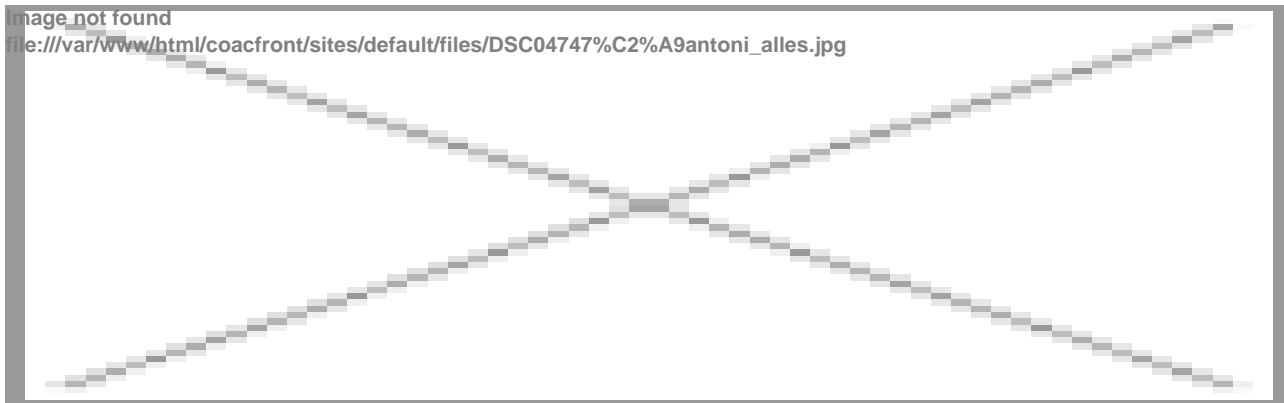 Image not found
file:///var/www/html/coacfront/sites/default/files/DSC04747%C2%A9antoni_alles.jpg